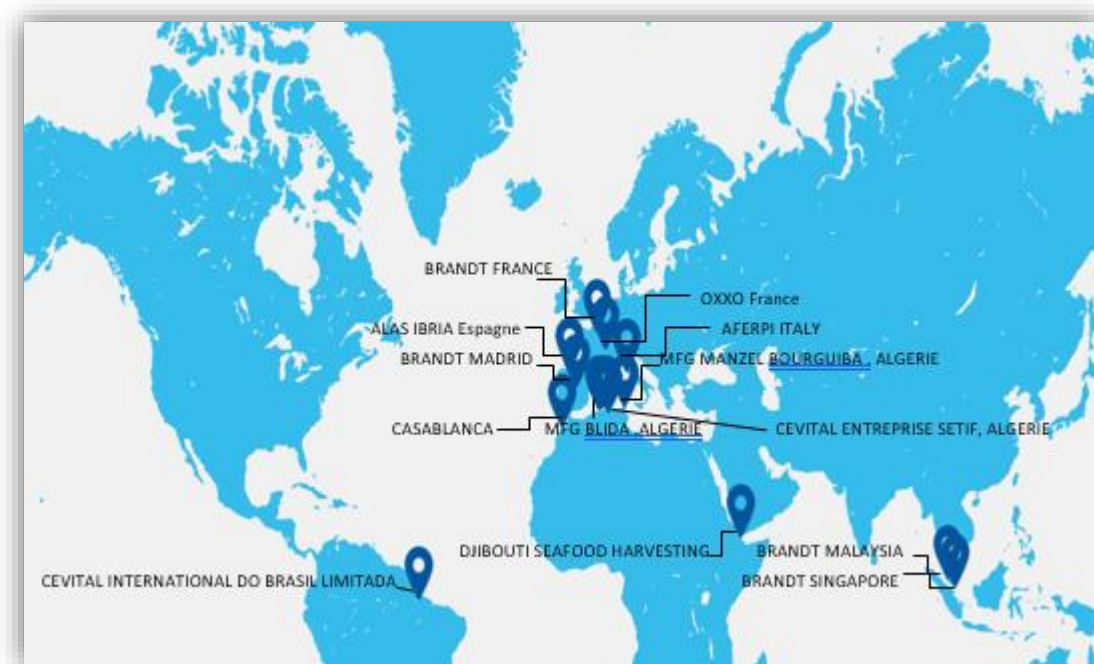 BRANDT FRANCE
OXXO France
ALAS IBRIA Espagne
AFERPI ITALY
BRANDT MADRID
MFG MANZEL BOURGUIBA , ALGERIE
CASABLANCA
MFG BLIDA ,ALGERIE
CEVITAL ENTREPRISE SETIF, ALGERIE
DJIBOUTI SEAFOOD HARVESTING
BRANDT MALAYSIA
CEVITAL INTERNATIONAL DO BRASIL LIMITADA
BRANDT SINGAPORE